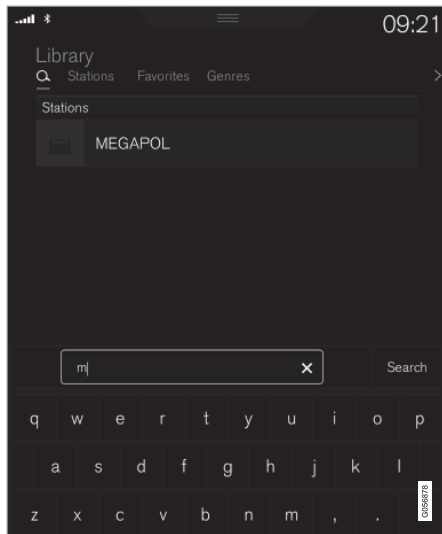 09:21
Library
Stations Favorites Genres
Stations
MEGAPOL
m
Search
q w e r t y u i o p
a s d f g h j k l
z x c v b n m , .
G056878